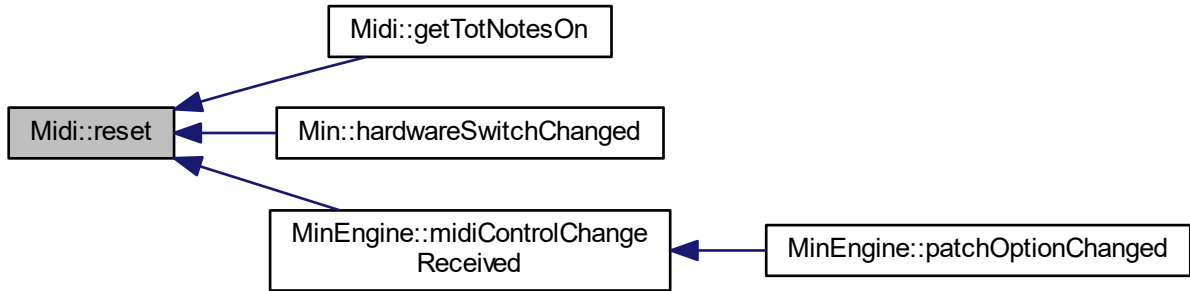 Midi::getTotNotesOn
Midi::reset
Min::hardwareSwitchChanged
MinEngine::midiControlChange
Received
MinEngine::patchOptionChanged